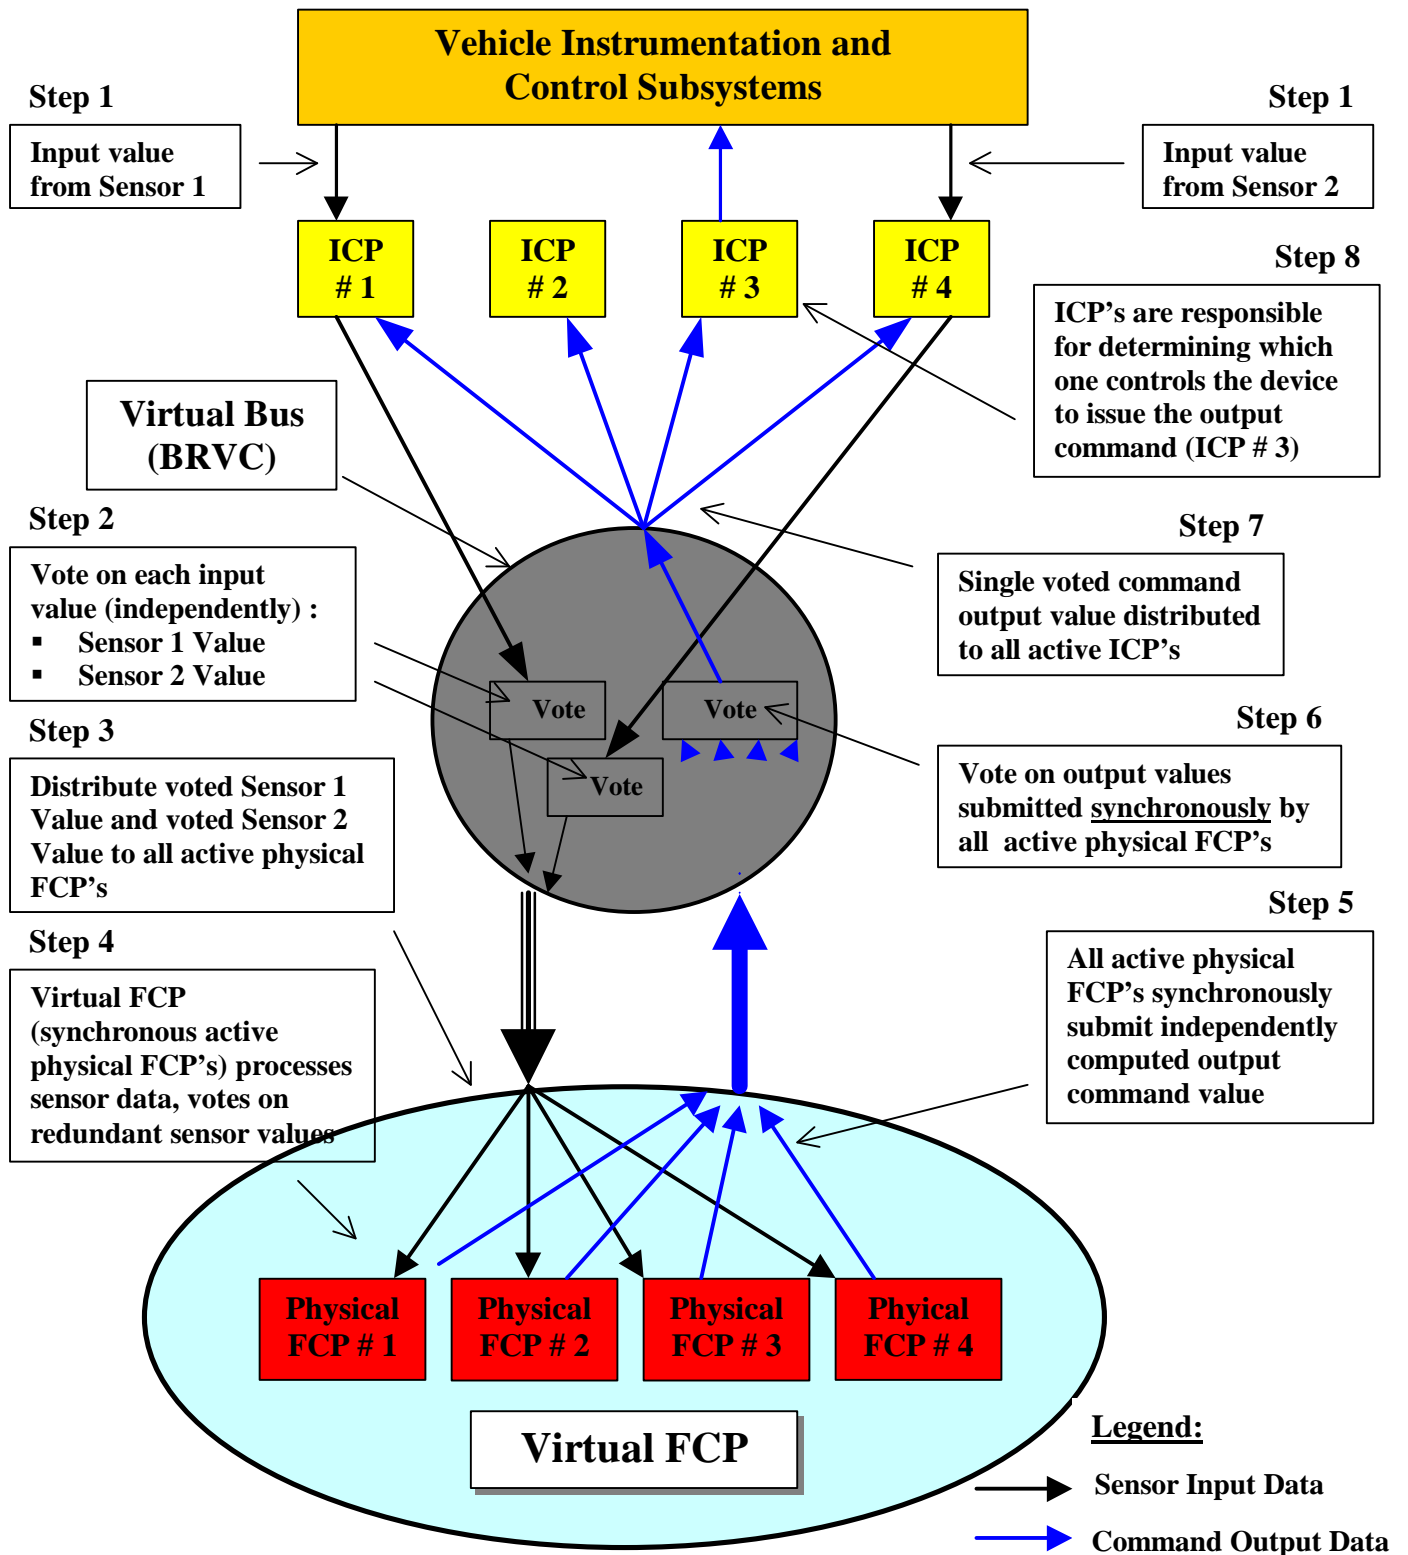 Vehicle Instrumentation and
Control Subsystems
Step 1
Input value
from Sensor 1
Step 1
Input value
from Sensor 2
ICP
# 1
ICP
# 2
ICP
# 3
ICP
# 4
Step 8
ICP's are responsible
for determining which
one controls the device
to issue the output
command (ICP # 3)
Virtual Bus
(BRVC)
Step 2
Vote on each input
value (independently) :
▪ Sensor 1 Value
▪ Sensor 2 Value
Step 7
Single voted command
output value distributed
to all active ICP's
Vote
Vote
Vote
Step 3
Distribute voted Sensor 1
Value and voted Sensor 2
Value to all active physical
FCP's
Step 6
Vote on output values
submitted synchronously by
all active physical FCP's
Step 4
Virtual FCP
(synchronous active
physical FCP's) processes
sensor data, votes on
redundant sensor values
Step 5
All active physical
FCP's synchronously
submit independently
computed output
command value
Physical
FCP # 1
Physical
FCP # 2
Physical
FCP # 3
Phyical
FCP # 4
Virtual FCP
Legend:
Sensor Input Data
Command Output Data